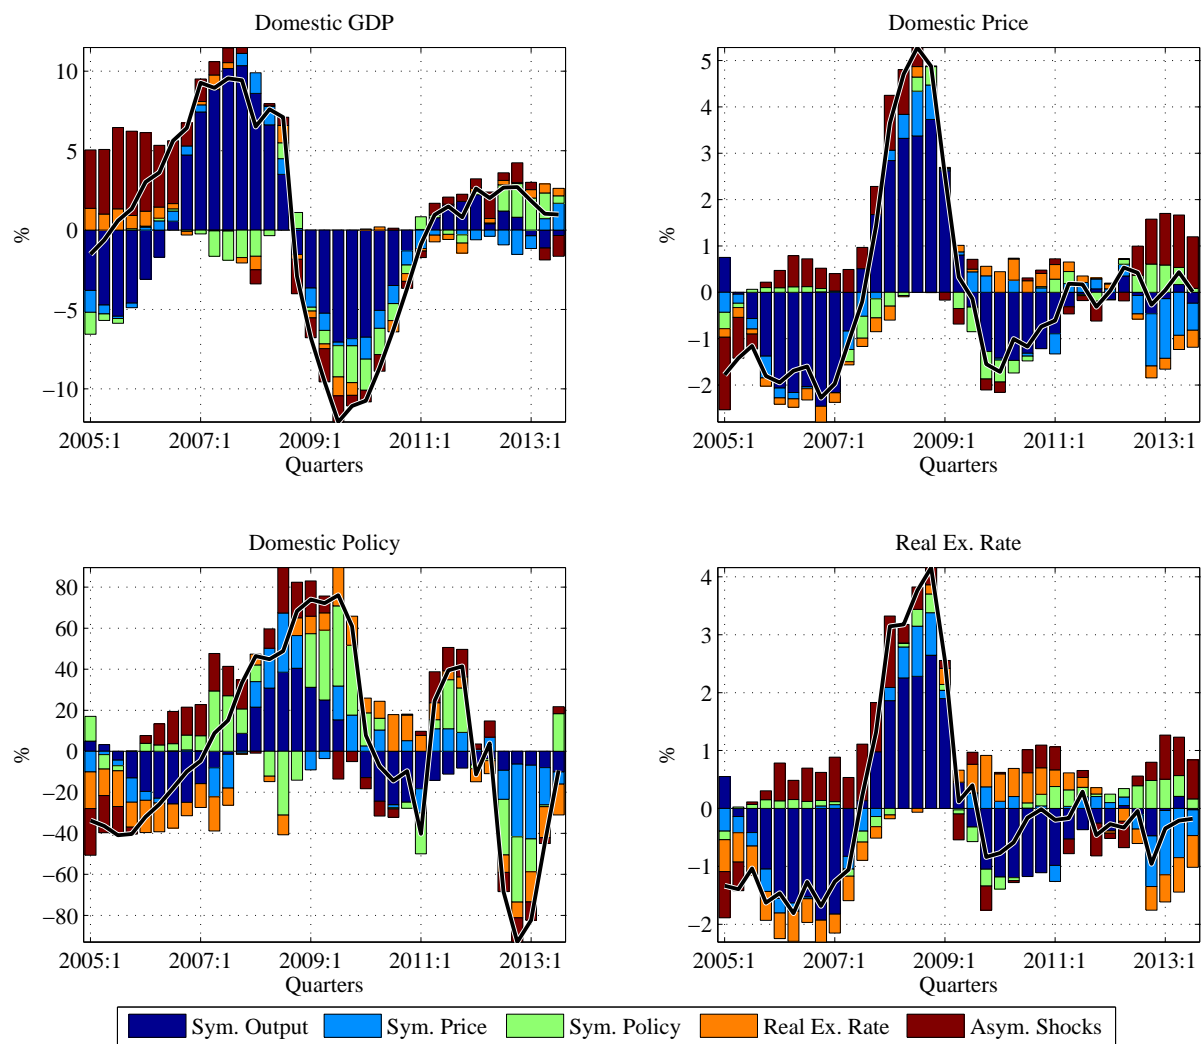 Domestic GDP
%
10
5
0
−5
−10
2005:1 2007:1 2009:1 2011:1 2013:1
Quarters
Domestic Price
%
5
4
3
2
1
0
−1
−2
2005:1 2007:1 2009:1 2011:1 2013:1
Quarters
Domestic Policy
%
80
60
40
20
0
−20
−40
−60
−80
2005:1 2007:1 2009:1 2011:1 2013:1
Quarters
Real Ex. Rate
%
4
3
2
1
0
−1
−2
2005:1 2007:1 2009:1 2011:1 2013:1
Quarters
Sym. Output Sym. Price Sym. Policy Real Ex. Rate Asym. Shocks